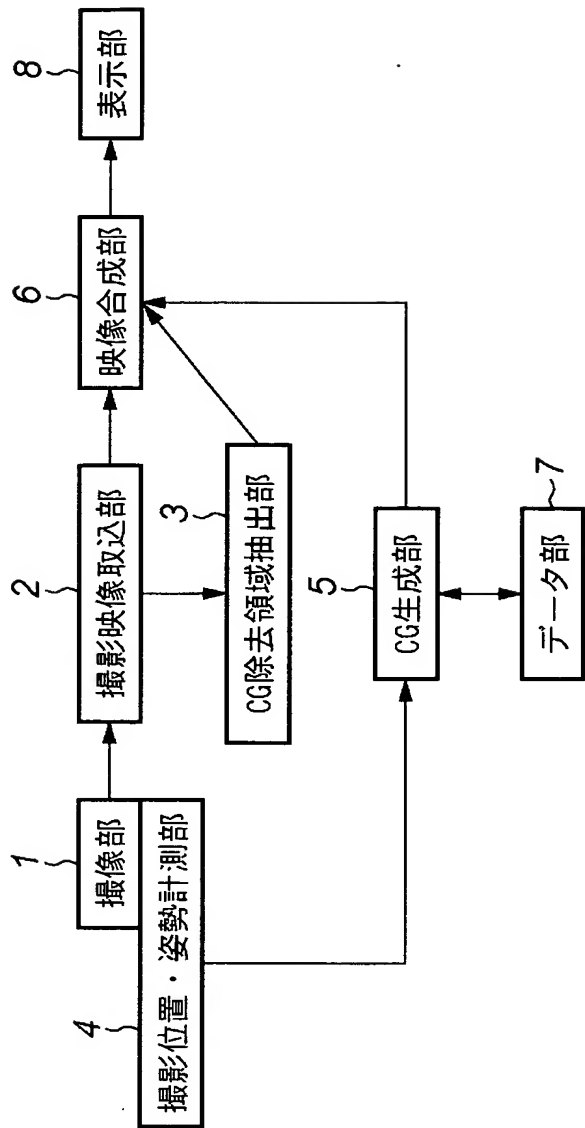 1
撮像部
4
撮影位置・姿勢計測部
2
撮影映像取込部
3
CG除去領域抽出部
5
CG生成部
7
データ部
6
映像合成部
8
表示部